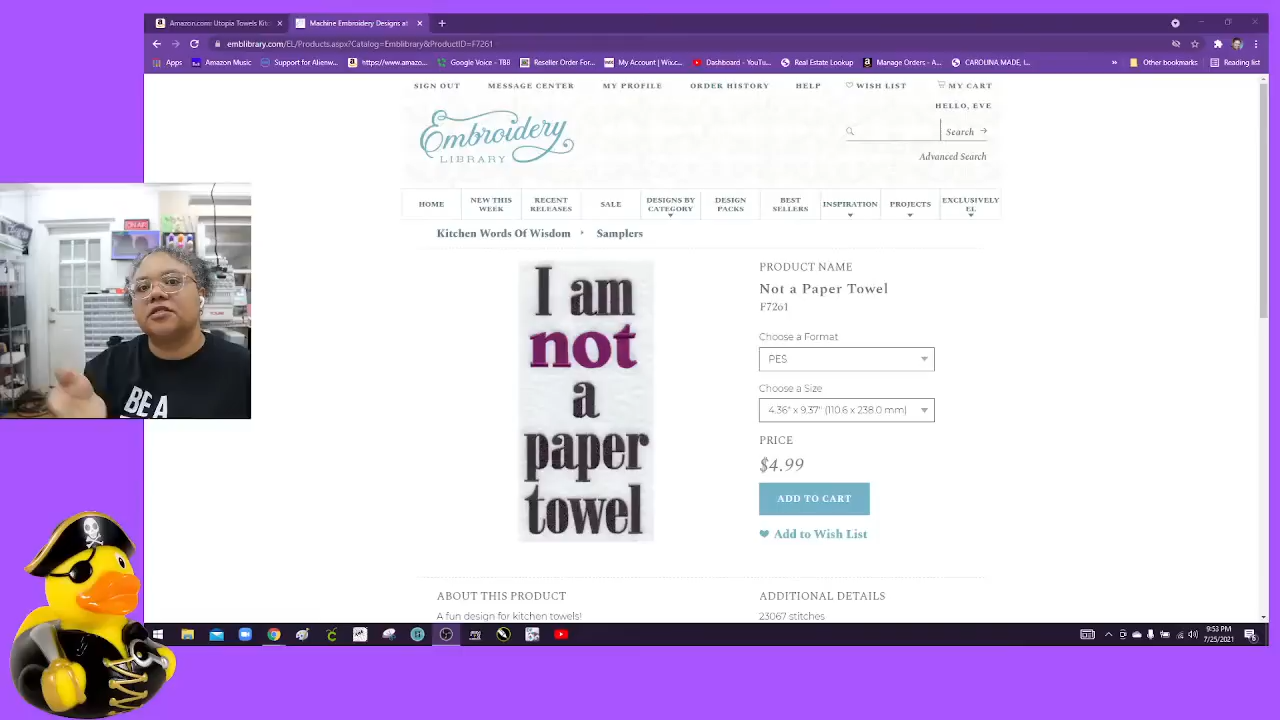 Amazon.com Utopia Towels Kitc
Machine Embroidery Designs at
emblibrary.com/EL/Products.aspx?Catalog=Emblibrary&ProductID=F7261
Apps
Amazon Music
Support for Alienw...
https://www.amazo...
Google Voice - TBB
Reseller Order For...
My Account | Wix.c...
Dashboard - YouTu...
Real Estate Lookup
Manage Orders - A...
CAROLINA MADE, I...
»
Other bookmarks
Reading list
SIGN OUT
MESSAGE CENTER
MY PROFILE
ORDER HISTORY
HELP
WISH LIST
MY CART
HELLO, EVE
Embroidery
LIBRARY
Search
Advanced Search
HOME
NEW THIS
WEEK
RECENT
RELEASES
SALE
DESIGNS BY
CATEGORY
DESIGN
PACKS
BEST
SELLERS
INSPIRATION
PROJECTS
EXCLUSIVELY
EL
Kitchen Words Of Wisdom
Samplers
I am
not
a
paper
towel
PRODUCT NAME
Not a Paper Towel
F7261
Choose a Format
PES
Choose a Size
4.36" x 9.37" (110.6 x 238.0 mm)
PRICE
$4.99
ADD TO CART
Add to Wish List
ABOUT THIS PRODUCT
A fun design for kitchen towels!
ADDITIONAL DETAILS
23067 stitches
ON AIR
BE A
9:53 PM
7/25/2021